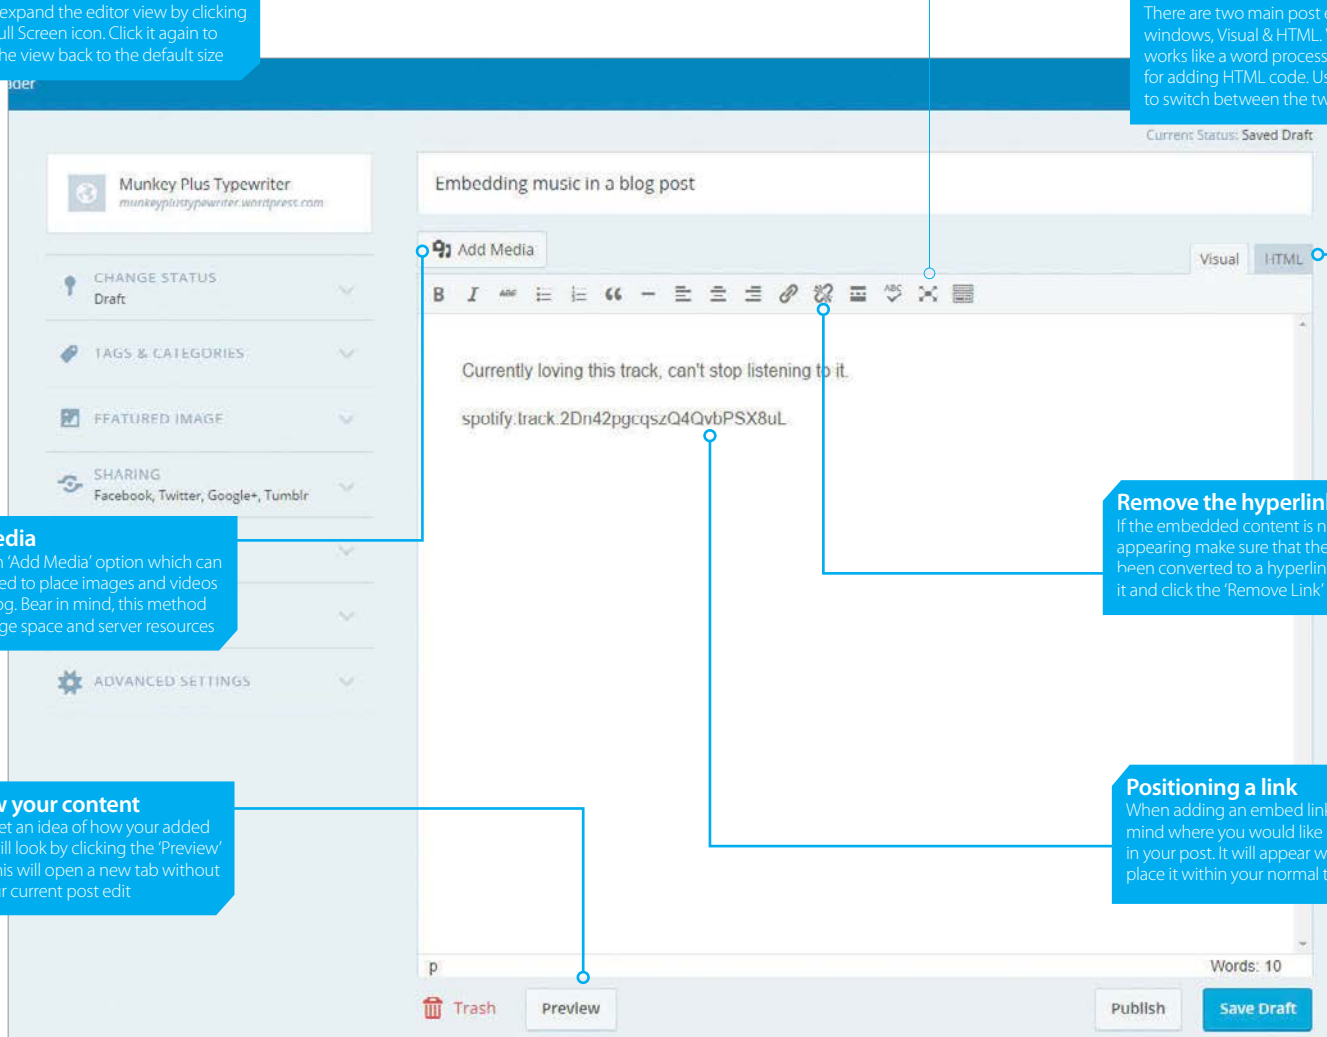 expand the editor view by clicking
ull Screen icon. Click it again to
he view back to the default size
There are two main post
windows, Visual & HTML.
works like a word process
for adding HTML code. Us
to switch between the tw
ader
Current Status: Saved Draft
Munkey Plus Typewriter
munkeyplustypewriter.wordpress.com
Embedding music in a blog post
Add Media
Visual HTML
CHANGE STATUS
Draft
B I ABC ABC
TAGS & CATEGORIES
Currently loving this track, can't stop listening to it.
FEATURED IMAGE
spotify:track:2Dn42pgcqszQ4QvbPSX8uL
SHARING
Facebook, Twitter, Google+, Tumblr
Remove the hyperlin
If the embedded content is n
appearing make sure that the
been converted to a hyperlin
it and click the ‘Remove Link’
edia
n ‘Add Media’ option which can
ed to place images and videos
og. Bear in mind, this method
ge space and server resources
ADVANCED SETTINGS
Positioning a link
When adding an embed link
mind where you would like
in your post. It will appear w
place it within your normal t
w your content
et an idea of how your added
ill look by clicking the ‘Preview’
his will open a new tab without
r current post edit
p
Words: 10
Trash
Preview
Publish
Save Draft